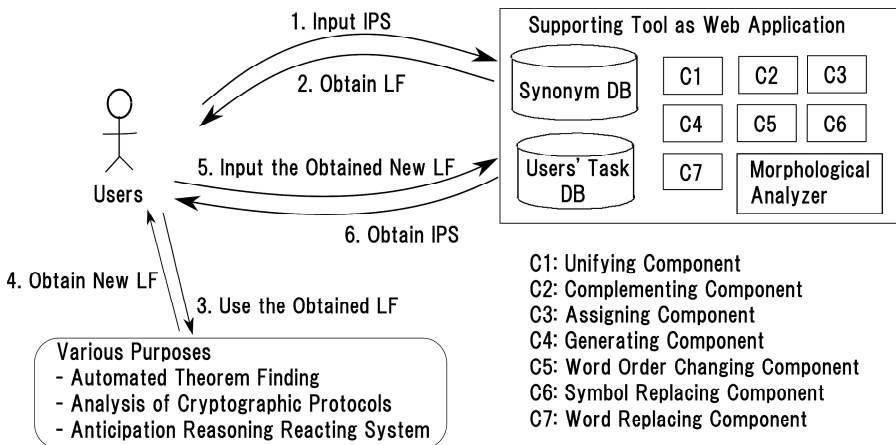 1. Input IPS
2. Obtain LF
Users
5. Input the Obtained New LF
6. Obtain IPS
4. Obtain New LF
3. Use the Obtained LF
Various Purposes
- Automated Theorem Finding
- Analysis of Cryptographic Protocols
- Anticipation Reasoning Reacting System
Supporting Tool as Web Application
Synonym DB
Users' Task
DB
C1
C2
C3
C4
C5
C6
C7
Morphological
Analyzer
C1: Unifying Component
C2: Complementing Component
C3: Assigning Component
C4: Generating Component
C5: Word Order Changing Component
C6: Symbol Replacing Component
C7: Word Replacing Component